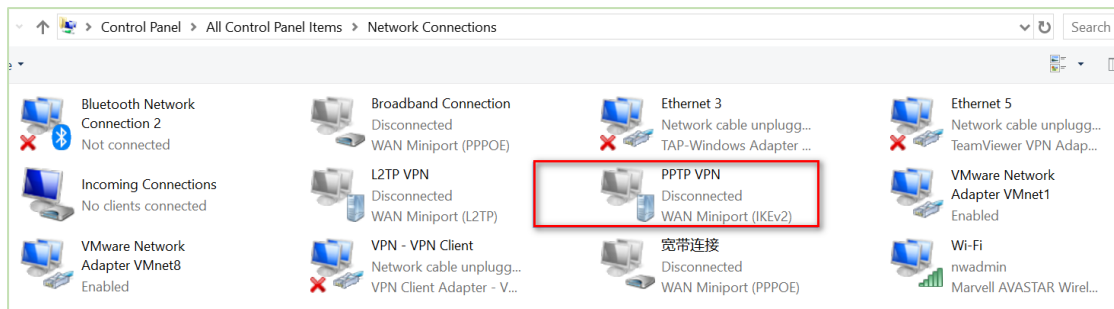 Control Panel > All Control Panel Items > Network Connections
Search
Bluetooth Network
Connection 2
Not connected
Broadband Connection
Disconnected
WAN Miniport (PPPOE)
Ethernet 3
Network cable unplugg...
TAP-Windows Adapter ...
Ethernet 5
Network cable unplugg...
TeamViewer VPN Adap...
Incoming Connections
No clients connected
L2TP VPN
Disconnected
WAN Miniport (L2TP)
PPTP VPN
Disconnected
WAN Miniport (IKEv2)
VMware Network
Adapter VMnet1
Enabled
VMware Network
Adapter VMnet8
Enabled
VPN - VPN Client
Network cable unplugg...
VPN Client Adapter - V...
宽带连接
Disconnected
WAN Miniport (PPPOE)
Wi-Fi
nwadmin
Marvell AVASTAR Wirel...